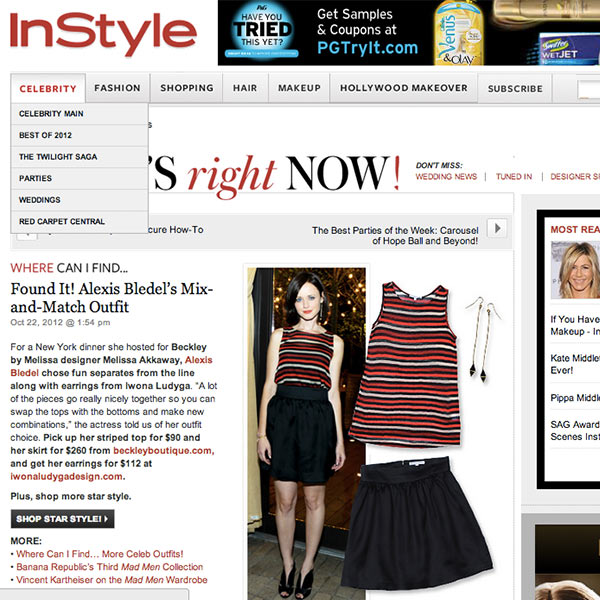 InStyle
P&G
HAVE YOU
TRIED
THIS YET?
Get Samples
& Coupons at
PGTryIt.com
Venus
&OLAY
Swiffer
WETJET
CELEBRITY
FASHION
SHOPPING
HAIR
MAKEUP
HOLLYWOOD MAKEOVER
SUBSCRIBE
CELEBRITY MAIN
BEST OF 2012
THE TWILIGHT SAGA
PARTIES
WEDDINGS
RED CARPET CENTRAL
s
'S right NOW!
DON'T MISS:
WEDDING NEWS | TUNED IN | DESIGNER S
cure How-To
The Best Parties of the Week: Carousel
of Hope Ball and Beyond!
WHERE CAN I FIND...
Found It! Alexis Bledel's Mix-
and-Match Outfit
Oct 22, 2012 @ 1:54 pm
For a New York dinner she hosted for Beckley
by Melissa designer Melissa Akkaway, Alexis
Bledel chose fun separates from the line
along with earrings from Iwona Ludyga. “A lot
of the pieces go really nicely together so you can
swap the tops with the bottoms and make new
combinations,” the actress told us of her outfit
choice. Pick up her striped top for $90 and
her skirt for $260 from beckleyboutique.com,
and get her earrings for $112 at
iwonaludygadesign.com.
Plus, shop more star style.
SHOP STAR STYLE!
MORE:
• Where Can I Find… More Celeb Outfits!
• Banana Republic's Third Mad Men Collection
• Vincent Kartheiser on the Mad Men Wardrobe
MOST REA
If You Have
Makeup - In
Kate Middlet
Ever!
Pippa Middl
SAG Award
Scenes Inst